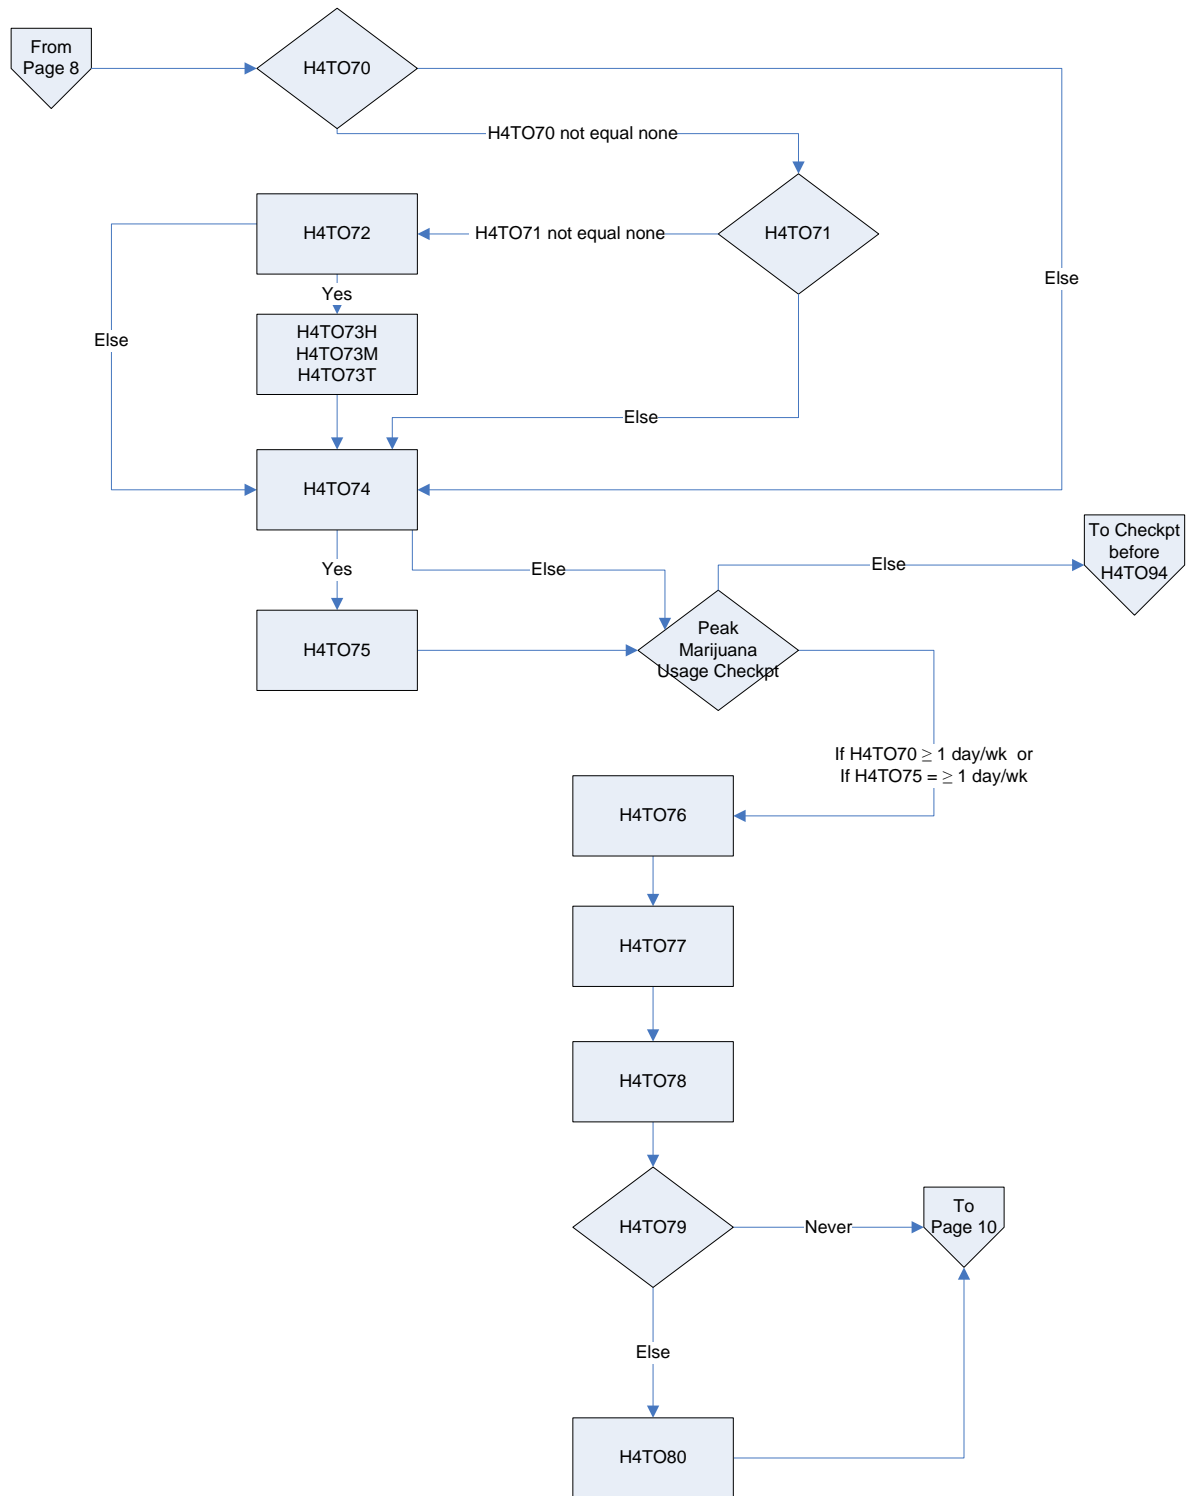 From
Page 8
H4TO70
H4TO70 not equal none
H4TO72
H4TO71 not equal none
H4TO71
Else
Yes
Else
H4TO73H
H4TO73M
H4TO73T
Else
H4TO74
To Checkpt
before
H4TO94
Yes
Else
Else
H4TO75
Peak
Marijuana
Usage Checkpt
If H4TO70 ≥ 1 day/wk or
If H4TO75 = ≥ 1 day/wk
H4TO76
H4TO77
H4TO78
H4TO79
Never
To
Page 10
Else
H4TO80